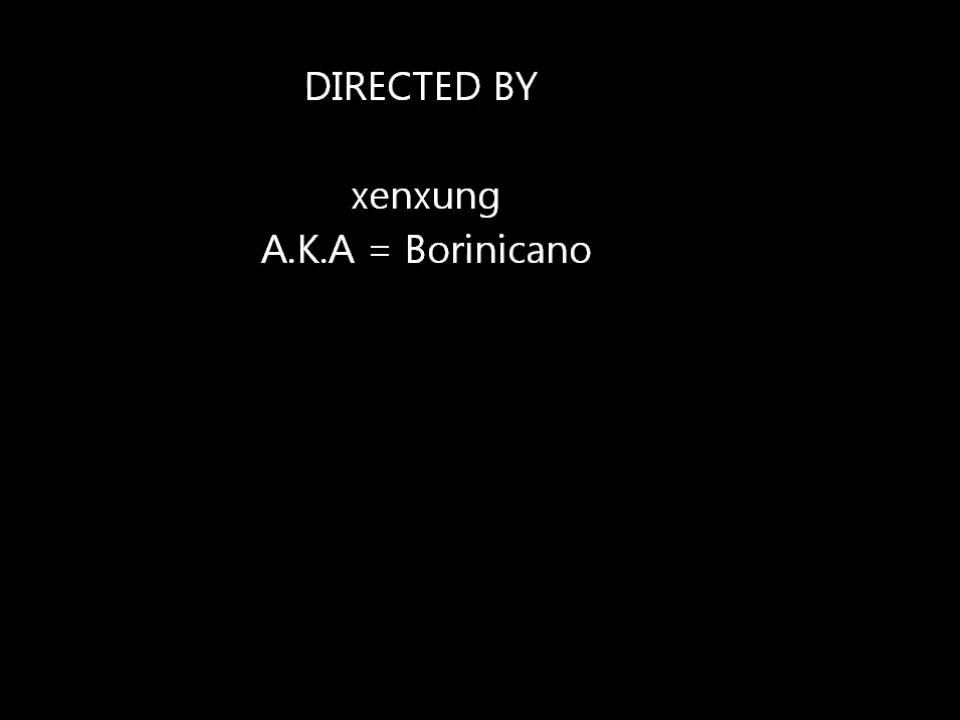 DIRECTED BY
xenxung
A.K.A = Borinicano